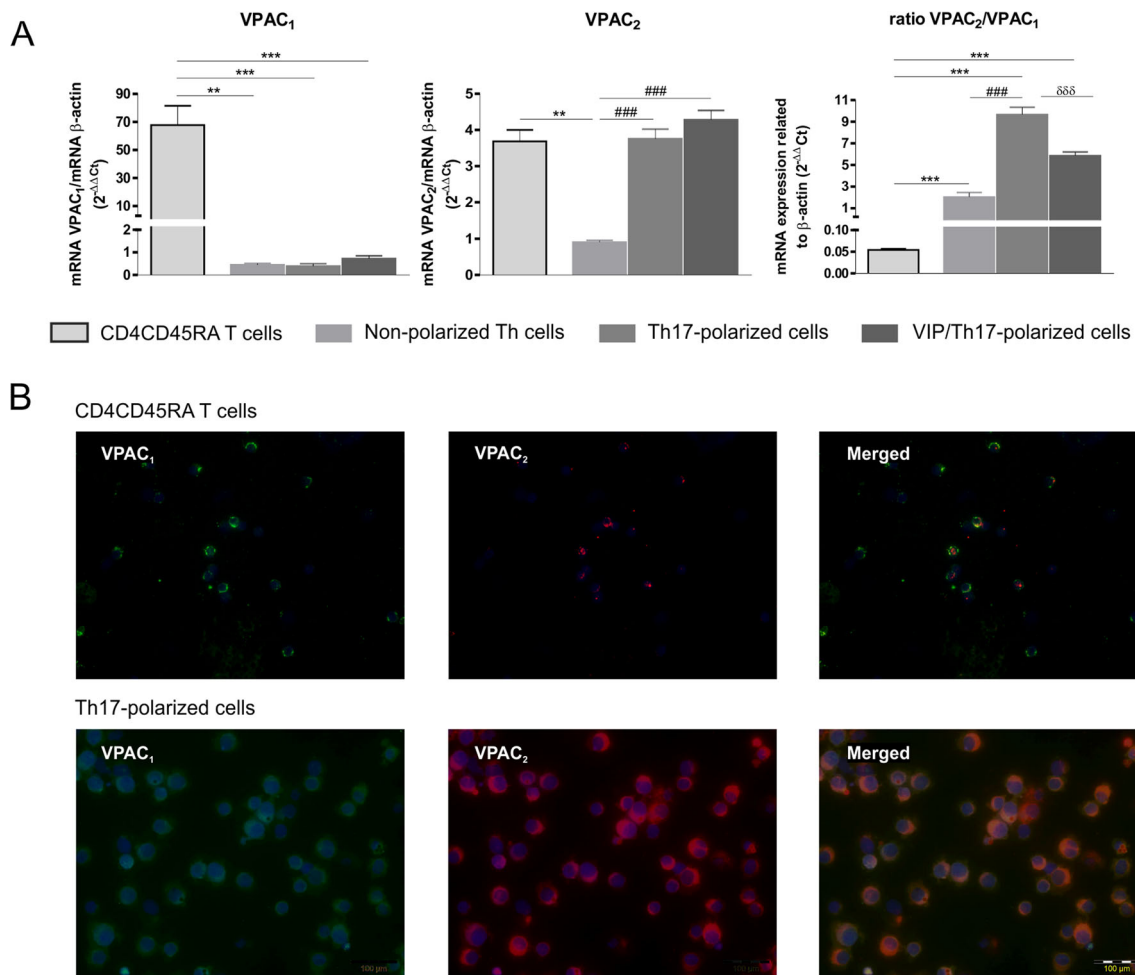 A
VPAC₁
VPAC₂
ratio VPAC₂/VPAC₁
mRNA VPAC₁/mRNA β-actin
(2^-ΔΔCt)
90
70
50
30
10
2
1
0
**
***
***
mRNA VPAC₂/mRNA β-actin
(2^-ΔΔCt)
5
4
3
2
1
0
**
###
###
mRNA expression related
to β-actin (2^-ΔΔCt)
11
9
7
5
3
1
0.10
0.05
0.00
***
***
***
###
δδδ
CD4CD45RA T cells
Non-polarized Th cells
Th17-polarized cells
VIP/Th17-polarized cells
B
CD4CD45RA T cells
VPAC₁
VPAC₂
Merged
Th17-polarized cells
VPAC₁
VPAC₂
Merged
100 µm
100 µm
100 µm